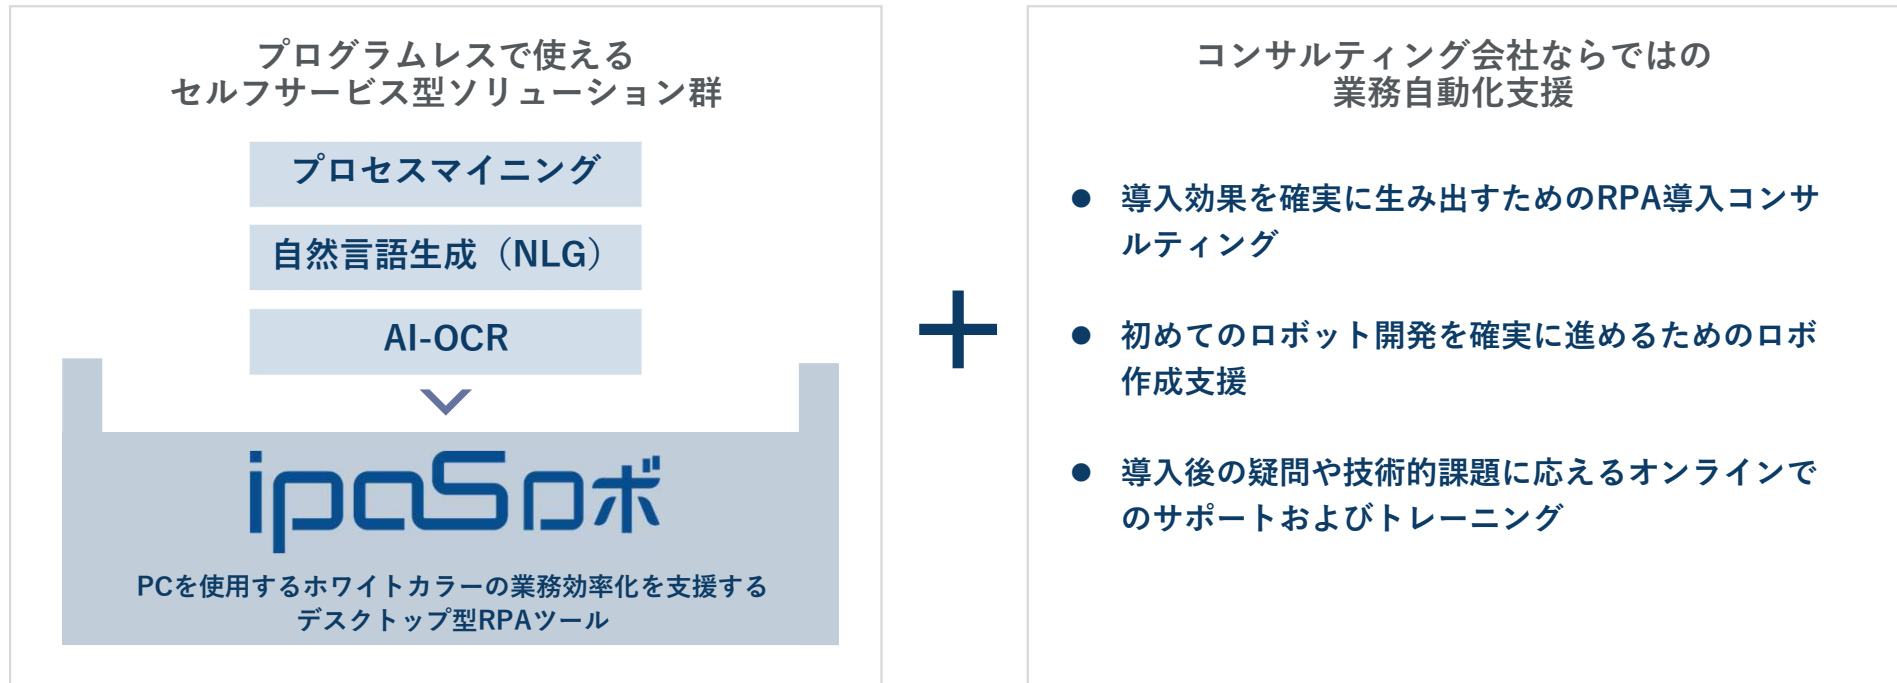 プログラムレスで使える
セルフサービス型ソリューション群
プロセスマイニング
自然言語生成（NLG）
AI-OCR
ipaSロボ
PCを使用するホワイトカラーの業務効率化を支援する
デスクトップ型RPAツール
＋
コンサルティング会社ならではの
業務自動化支援
● 導入効果を確実に生み出すためのRPA導入コンサ
ルティング
● 初めてのロボット開発を確実に進めるためのロボ
作成支援
● 導入後の疑問や技術的課題に応えるオンラインで
のサポートおよびトレーニング